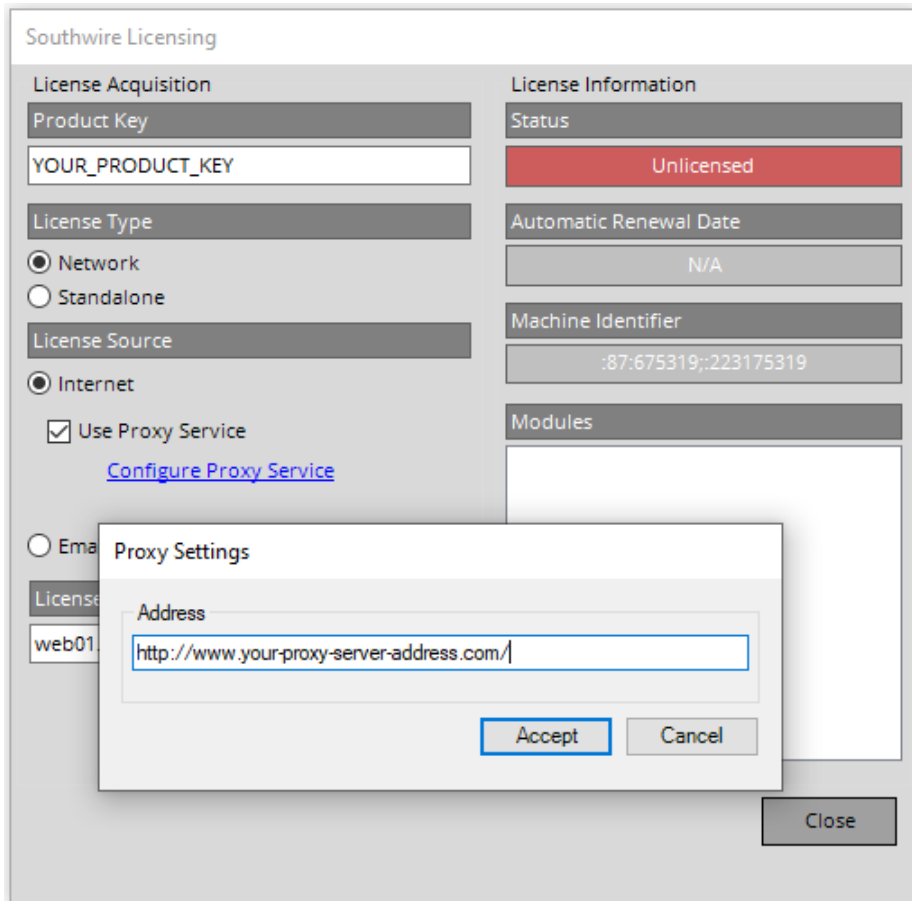 Southwire Licensing
License Acquisition
Product Key
YOUR_PRODUCT_KEY
License Type
Network
Standalone
License Source
Internet
Use Proxy Service
Configure Proxy Service
License
web01.
License Information
Status
Unlicensed
Automatic Renewal Date
N/A
Machine Identifier
:87:675319;:223175319
Modules
Proxy Settings
Address
http://www.your-proxy-server-address.com/
Accept
Cancel
Close